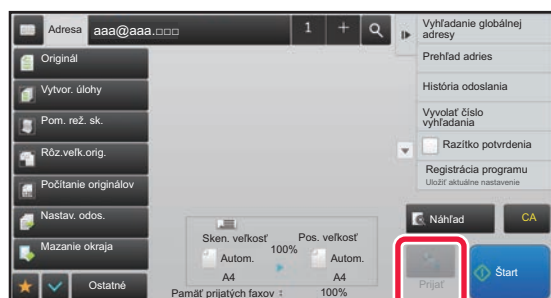 Adresa aaa@aaa.□□□ 1 +
Originál
Vytvor. úlohy
Pom. rež. sk.
Rôz.veľk.orig.
Počítanie originálov
Nastav. odos.
Mazanie okraja
Ostatné
Sken. veľkosť Pos. veľkosť
100%
Autom. Autom.
A4 A4
Pamäť prijatých faxov : 100%
Vyhľadanie globálnej
adresy
Prehľad adries
História odoslania
Vyvolať číslo
vyhľadania
Razítko potvrdenia
Registrácia programu
Uložiť aktuálne nastavenie
Náhľad CA
Prijať Štart